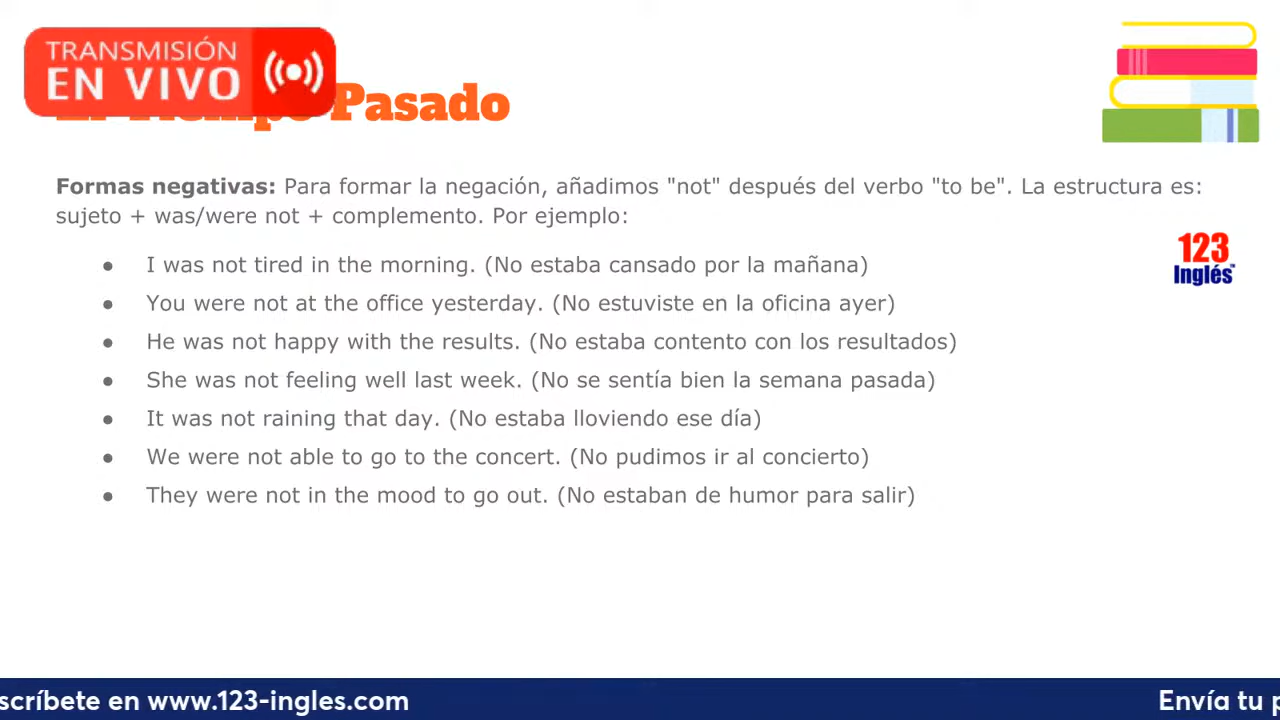 TRANSMISIÓN
EN VIVO
Pasado
Formas negativas: Para formar la negación, añadimos "not" después del verbo "to be". La estructura es:
sujeto + was/were not + complemento. Por ejemplo:
123
Inglés™
● I was not tired in the morning. (No estaba cansado por la mañana)
● You were not at the office yesterday. (No estuviste en la oficina ayer)
● He was not happy with the results. (No estaba contento con los resultados)
● She was not feeling well last week. (No se sentía bien la semana pasada)
● It was not raining that day. (No estaba lloviendo ese día)
● We were not able to go to the concert. (No pudimos ir al concierto)
● They were not in the mood to go out. (No estaban de humor para salir)
scríbete en www.123-ingles.com
Envía tu p